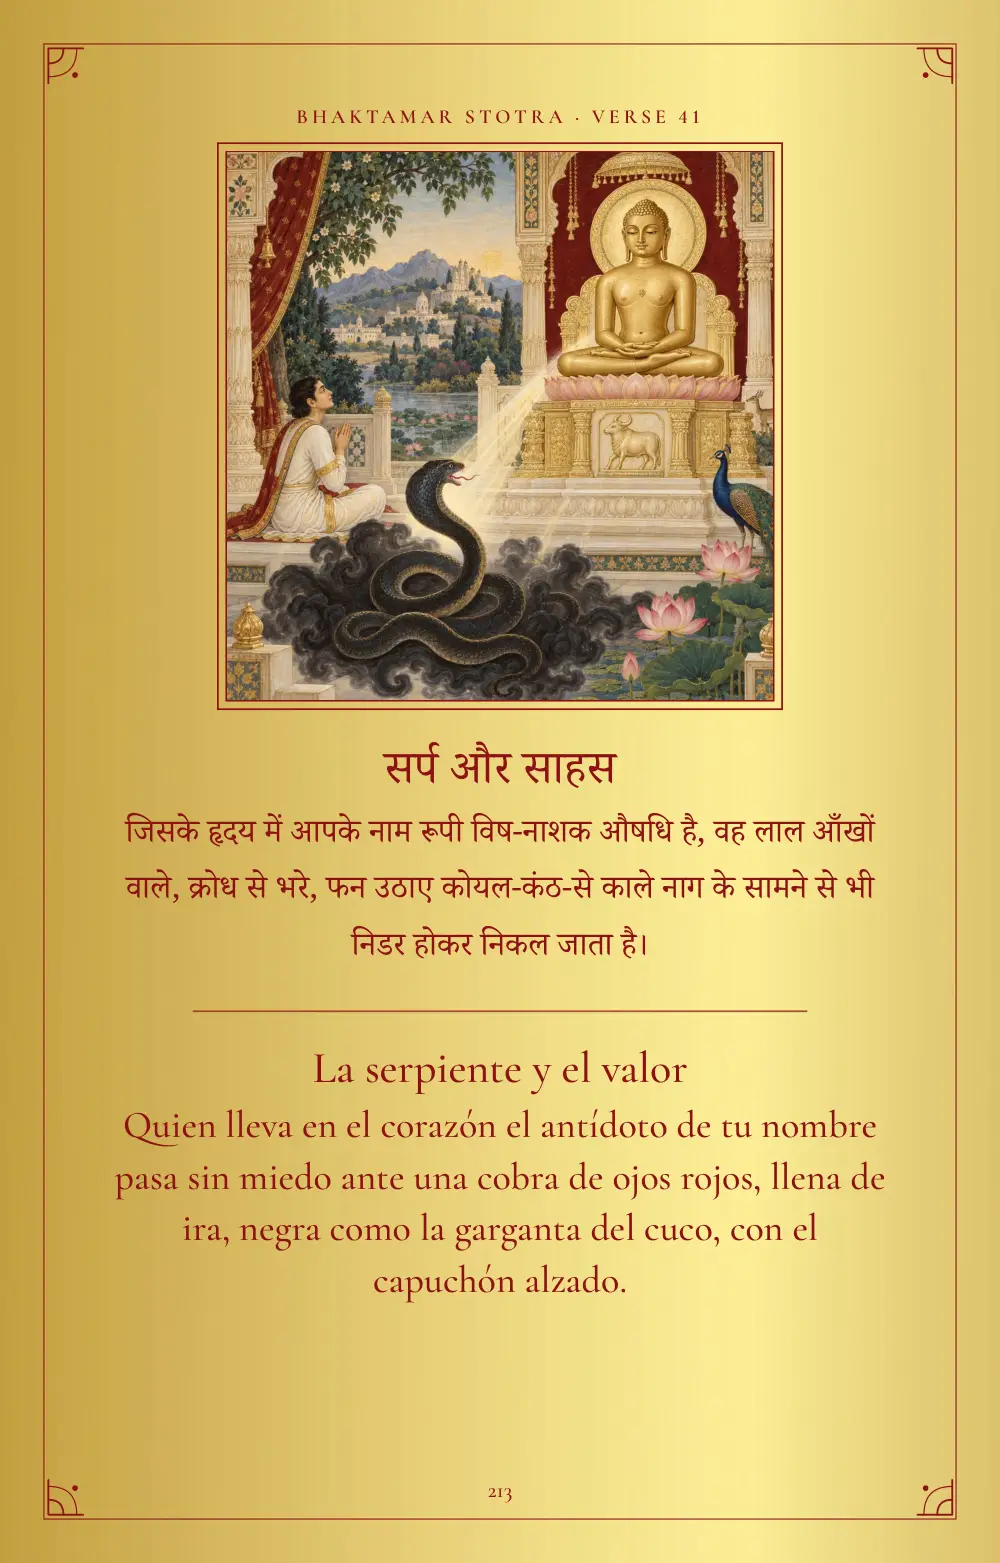 BHAKTAMAR STOTRA · VERSE 41
सर्प और साहस
जिसके हृदय में आपके नाम रूपी विष-नाशक औषधि है, वह लाल आँखों
वाले, क्रोध से भरे, फन उठाए कोयल-कंठ-से काले नाग के सामने से भी
निडर होकर निकल जाता है।
La serpiente y el valor
Quien lleva en el corazón el antídoto de tu nombre
pasa sin miedo ante una cobra de ojos rojos, llena de
ira, negra como la garganta del cuco, con el
capuchón alzado.
213